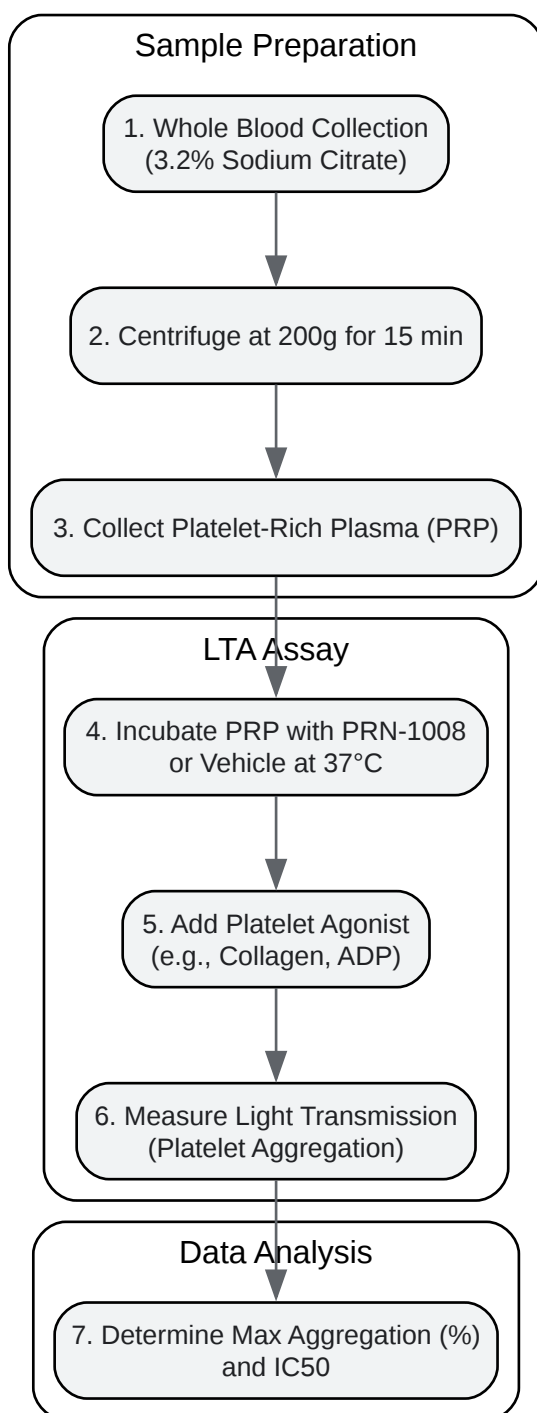 Sample Preparation
1. Whole Blood Collection
(3.2% Sodium Citrate)
2. Centrifuge at 200g for 15 min
3. Collect Platelet-Rich Plasma (PRP)
LTA Assay
4. Incubate PRP with PRN-1008
or Vehicle at 37°C
5. Add Platelet Agonist
(e.g., Collagen, ADP)
6. Measure Light Transmission
(Platelet Aggregation)
Data Analysis
7. Determine Max Aggregation (%)
and IC50